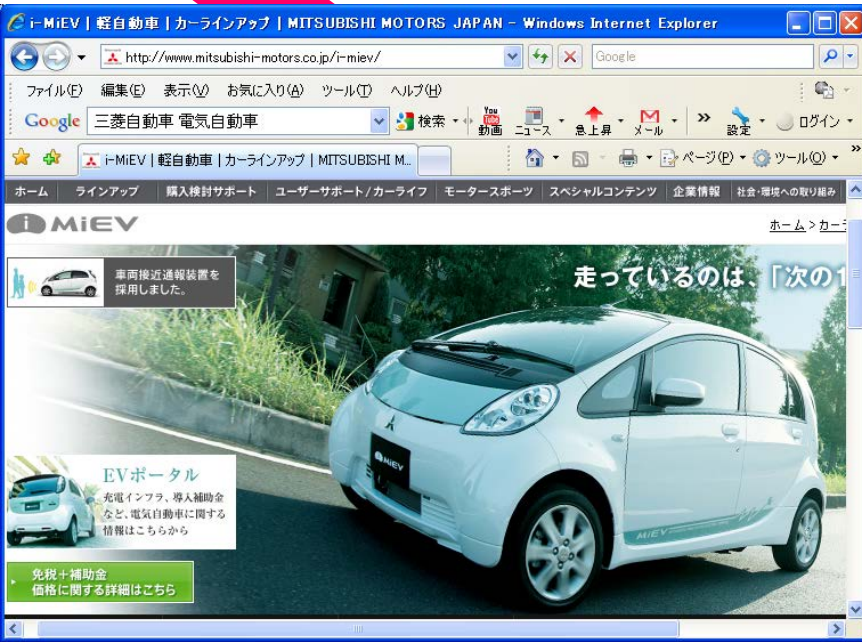 i-MiEV | 軽自動車 | カーラインアップ | MITSUBISHI MOTORS JAPAN - Windows Internet Explorer
http://www.mitsubishi-motors.co.jp/i-miev/
Google
ファイル(F) 編集(E) 表示(V) お気に入り(A) ツール(T) ヘルプ(H)
Google 三菱自動車 電気自動車 検索 You Tube 動画 ニュース 急上昇 メール » 設定 ログイン
i-MiEV | 軽自動車 | カーラインアップ | MITSUBISHI M... ページ(P) ツール(O) »
ホーム ラインアップ 購入検討サポート ユーザーサポート/カーライフ モータースポーツ スペシャルコンテンツ 企業情報 社会・環境への取り組み
i MiEV
ホーム > カー
車両接近通報装置を
採用しました。
走っているのは、「次の1
i MiEV
MiEV
EVポータル
充電インフラ、導入補助金
など、電気自動車に関する
情報はこちらから
免税+補助金
価格に関する詳細はこちら